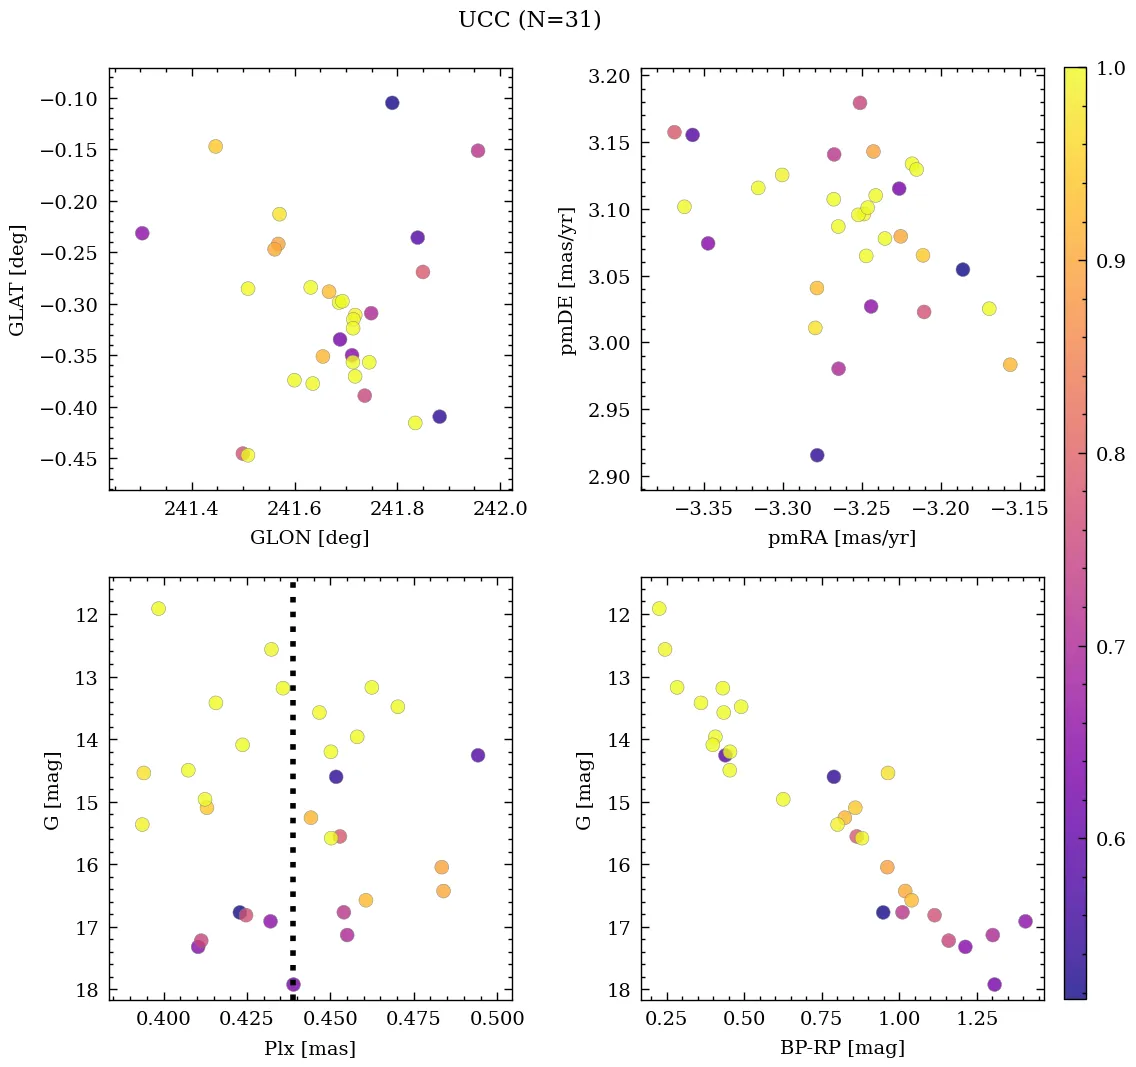 UCC (N=31)
−0.10
−0.15
−0.20
−0.25
−0.30
−0.35
−0.40
−0.45
GLAT [deg]
241.4 241.6 241.8 242.0
GLON [deg]
3.20
3.15
3.10
3.05
3.00
2.95
2.90
pmDE [mas/yr]
−3.35 −3.30 −3.25 −3.20 −3.15
pmRA [mas/yr]
12
13
14
15
16
17
18
G [mag]
0.400 0.425 0.450 0.475 0.500
Plx [mas]
12
13
14
15
16
17
18
G [mag]
0.25 0.50 0.75 1.00 1.25
BP-RP [mag]
1.0
0.9
0.8
0.7
0.6